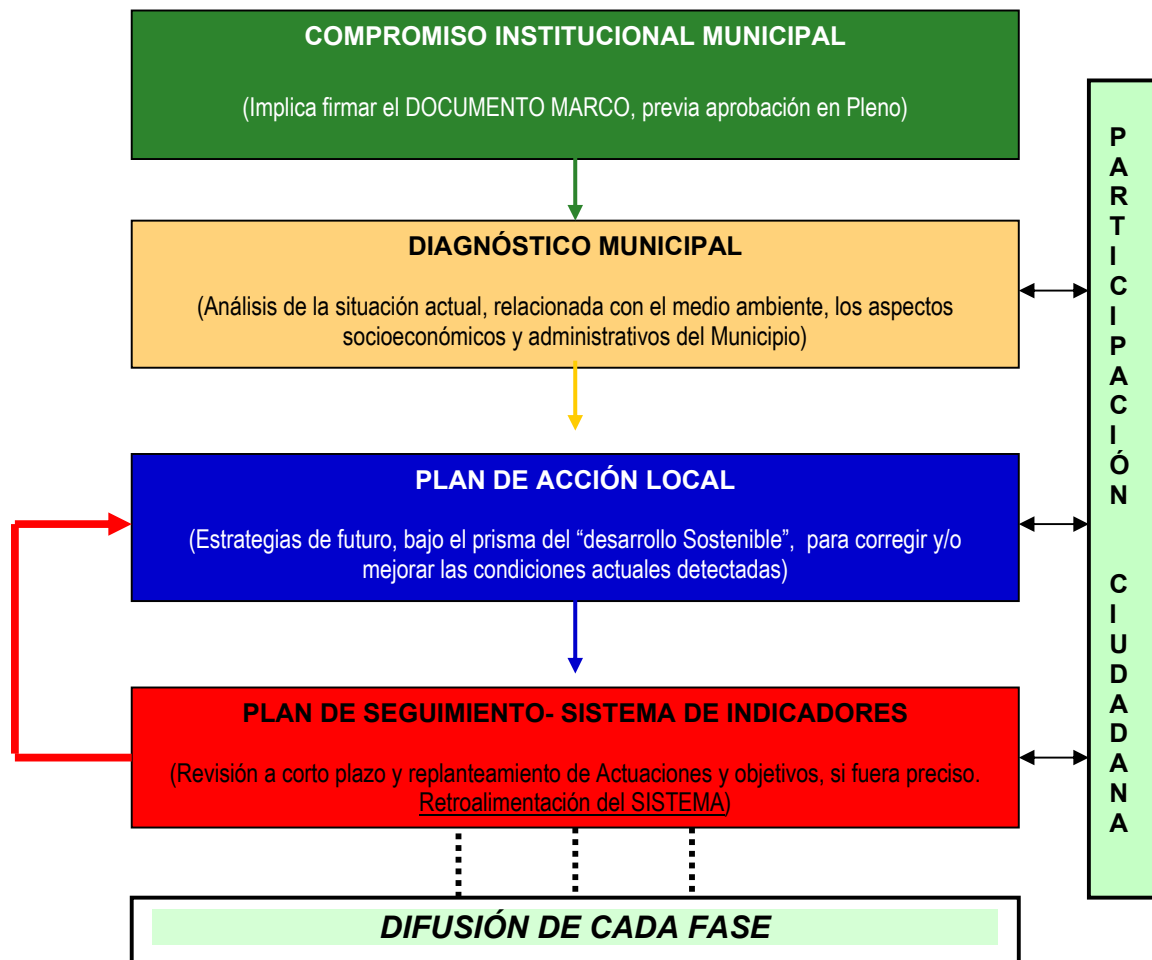 COMPROMISO INSTITUCIONAL MUNICIPAL
(Implica firmar el DOCUMENTO MARCO, previa aprobación en Pleno)
DIAGNÓSTICO MUNICIPAL
(Análisis de la situación actual, relacionada con el medio ambiente, los aspectos
socioeconómicos y administrativos del Municipio)
PLAN DE ACCIÓN LOCAL
(Estrategias de futuro, bajo el prisma del “desarrollo Sostenible”, para corregir y/o
mejorar las condiciones actuales detectadas)
PLAN DE SEGUIMIENTO- SISTEMA DE INDICADORES
(Revisión a corto plazo y replanteamiento de Actuaciones y objetivos, si fuera preciso.
Retroalimentación del SISTEMA)
DIFUSIÓN DE CADA FASE
PARTICIPACIÓN CIUDADANA